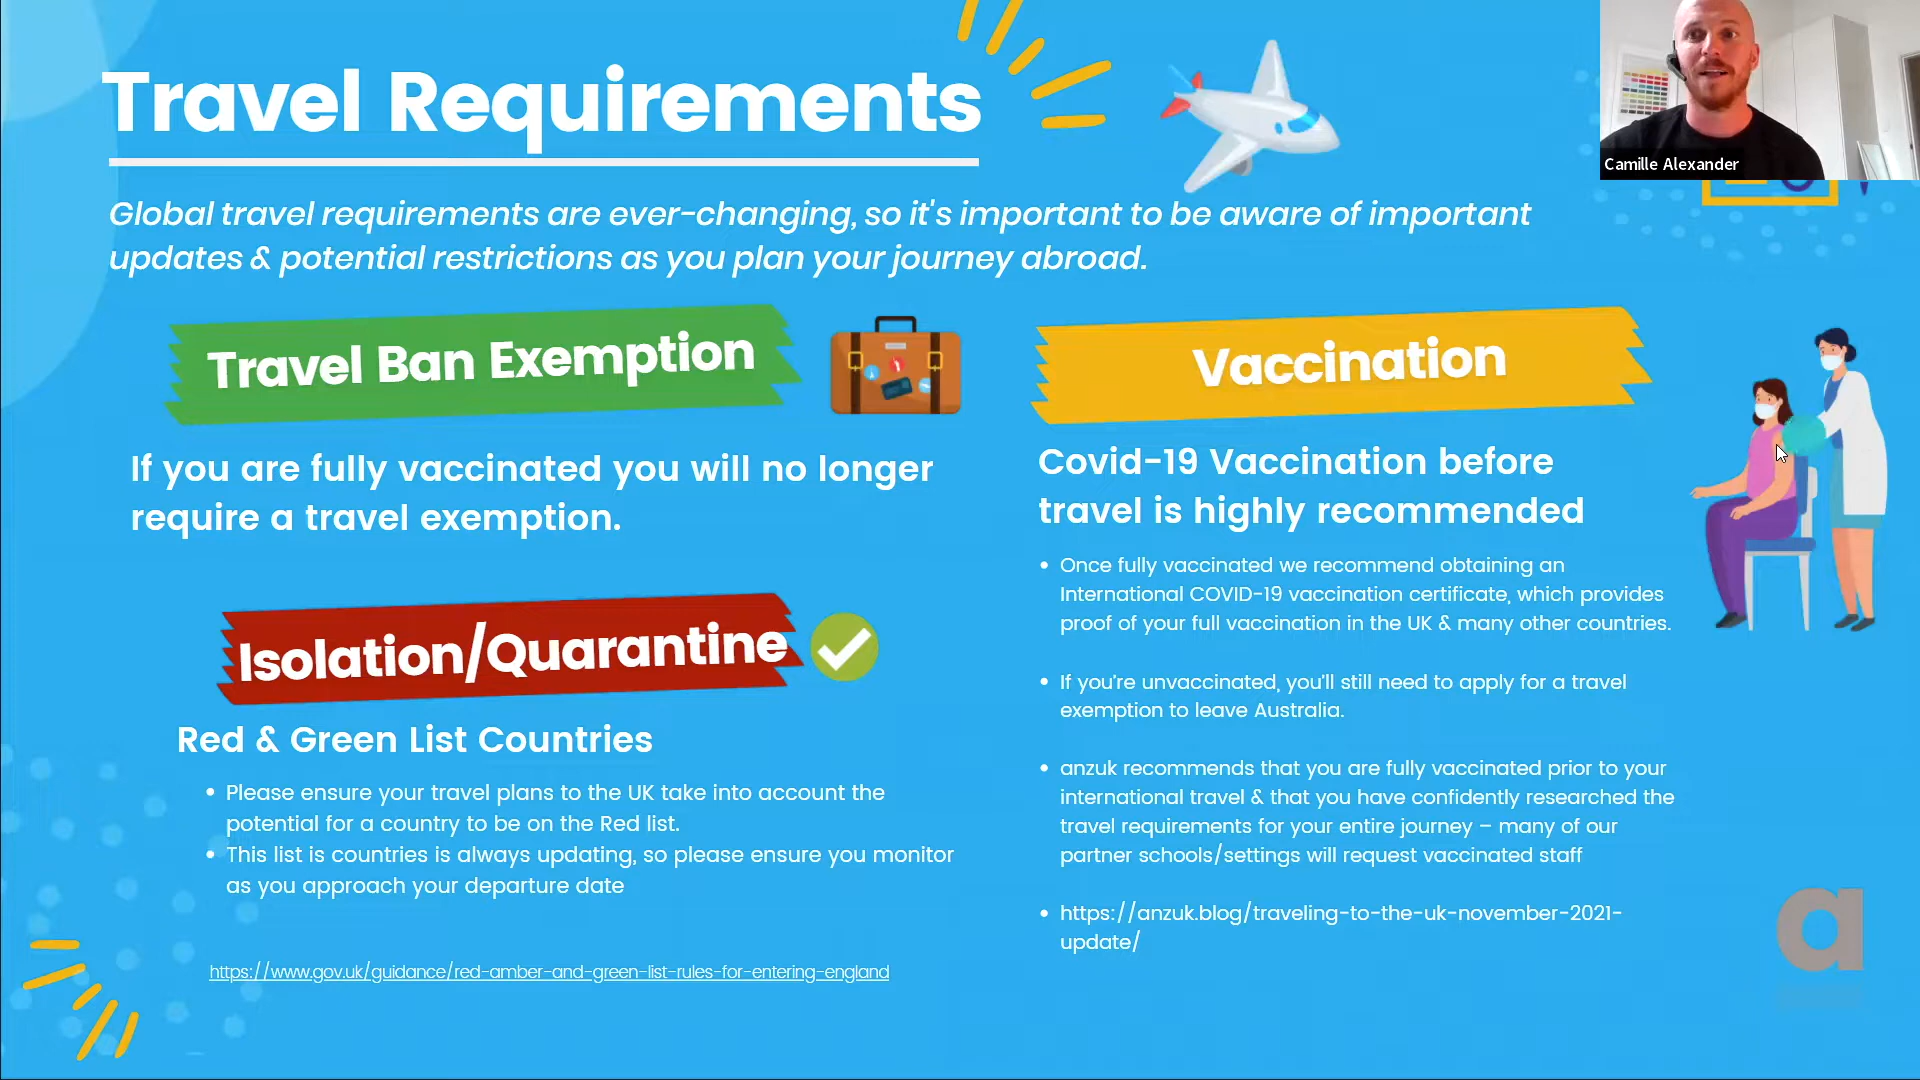 Travel Requirements
Camille Alexander
Global travel requirements are ever-changing, so it's important to be aware of important
updates & potential restrictions as you plan your journey abroad.
Travel Ban Exemption
If you are fully vaccinated you will no longer
require a travel exemption.
Isolation/Quarantine
Red & Green List Countries
• Please ensure your travel plans to the UK take into account the
potential for a country to be on the Red list.
• This list is countries is always updating, so please ensure you monitor
as you approach your departure date
https://www.gov.uk/guidance/red-amber-and-green-list-rules-for-entering-england
Vaccination
Covid-19 Vaccination before
travel is highly recommended
• Once fully vaccinated we recommend obtaining an
International COVID-19 vaccination certificate, which provides
proof of your full vaccination in the UK & many other countries.
• If you're unvaccinated, you'll still need to apply for a travel
exemption to leave Australia.
• anzuk recommends that you are fully vaccinated prior to your
international travel & that you have confidently researched the
travel requirements for your entire journey – many of our
partner schools/settings will request vaccinated staff
• https://anzuk.blog/traveling-to-the-uk-november-2021-
update/
a